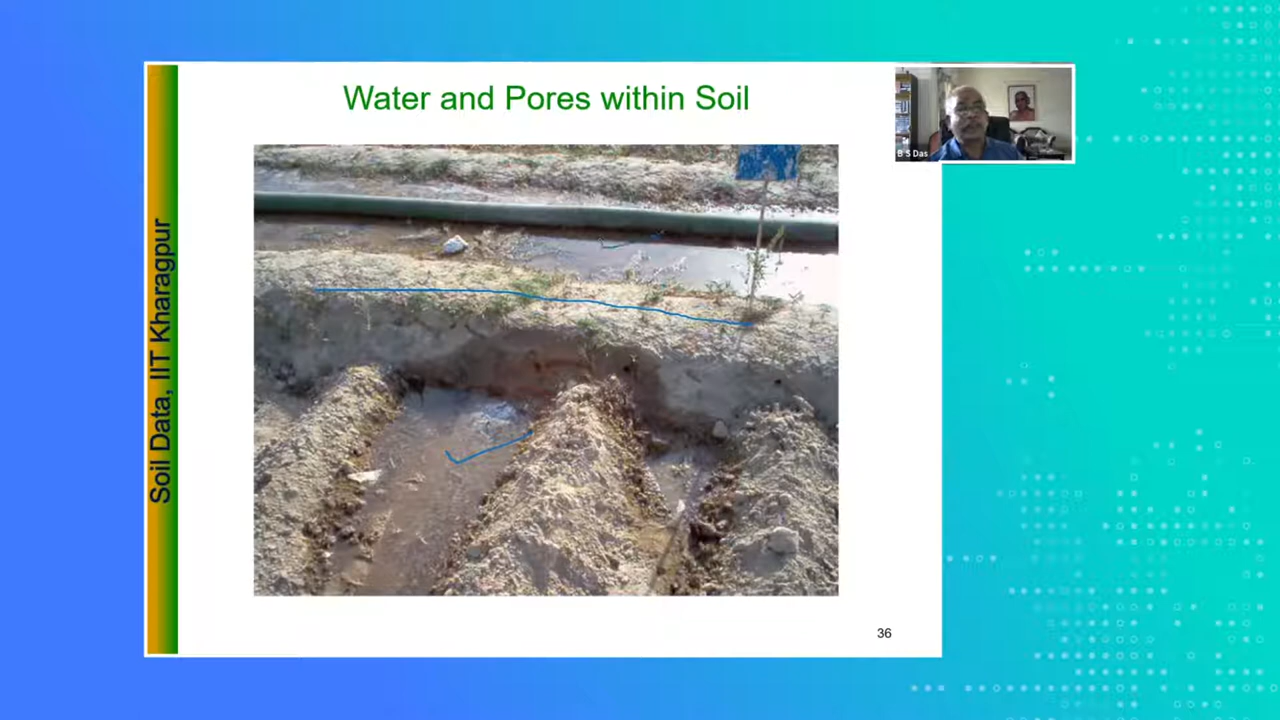 Water and Pores within Soil
B S Das
Soil Data, IIT Kharagpur
36